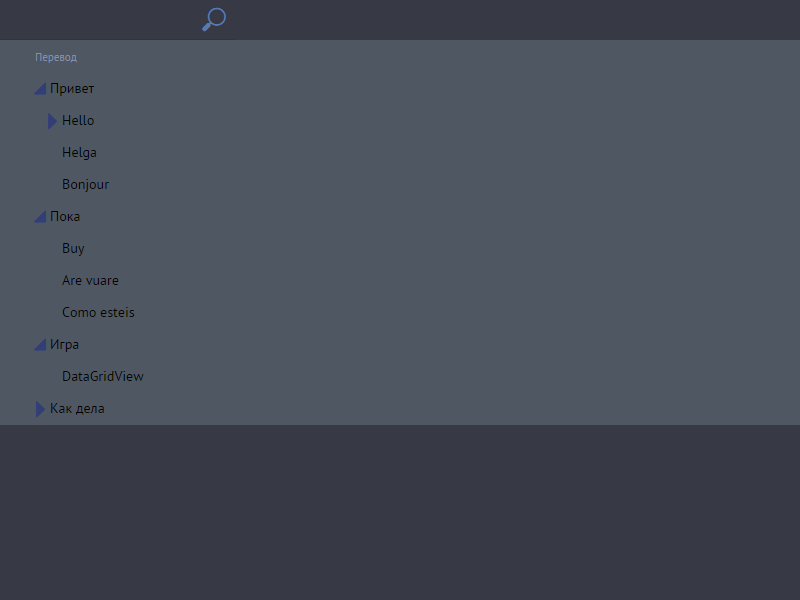 Перевод
Привет
Hello
Helga
Bonjour
Пока
Buy
Are vuare
Como esteis
Игра
DataGridView
Как дела